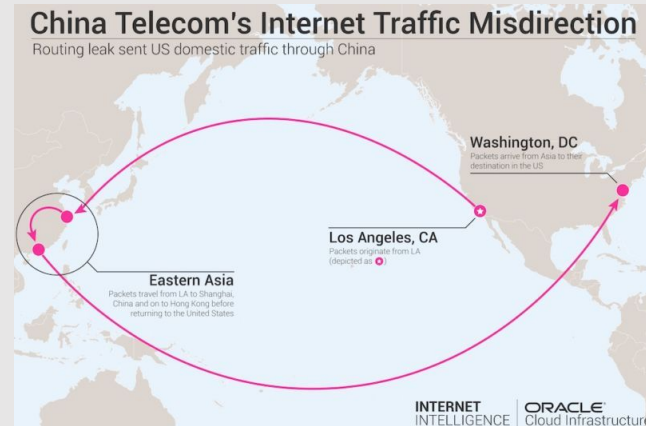 China Telecom's Internet Traffic Misdirection
Routing leak sent US domestic traffic through China
Washington, DC
Packets arrive from Asia to their
destination in the US
Los Angeles, CA
Packets originate from LA
(depicted as ✪)
Eastern Asia
Packets travel from LA to Shanghai,
China and on to Hong Kong before
returning to the United States
INTERNET
INTELLIGENCE
ORACLE
Cloud Infrastructure